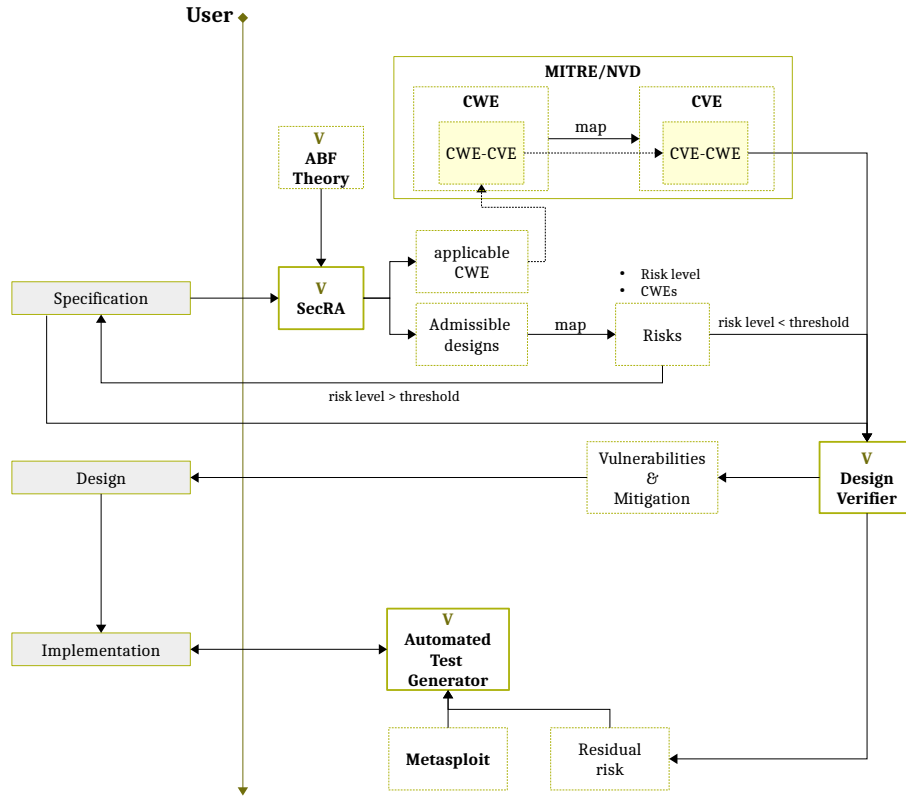 User
MITRE/NVD
CWE
CVE
map
CWE-CVE
CVE-CWE
V
ABF
Theory
applicable
CWE
• Risk level
• CWEs
Specification
V
SecRA
Admissible
designs
map
Risks
risk level < threshold
risk level > threshold
Design
Vulnerabilities
&
Mitigation
V
Design
Verifier
Implementation
V
Automated
Test
Generator
Metasploit
Residual
risk